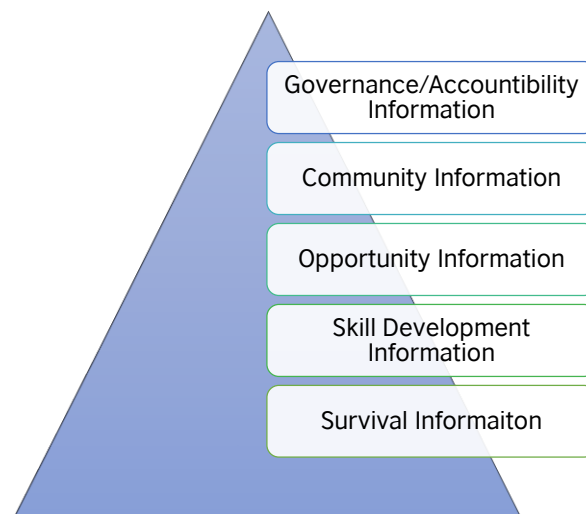 Governance/Accountibility
Information
Community Information
Opportunity Information
Skill Development
Information
Survival Informaiton